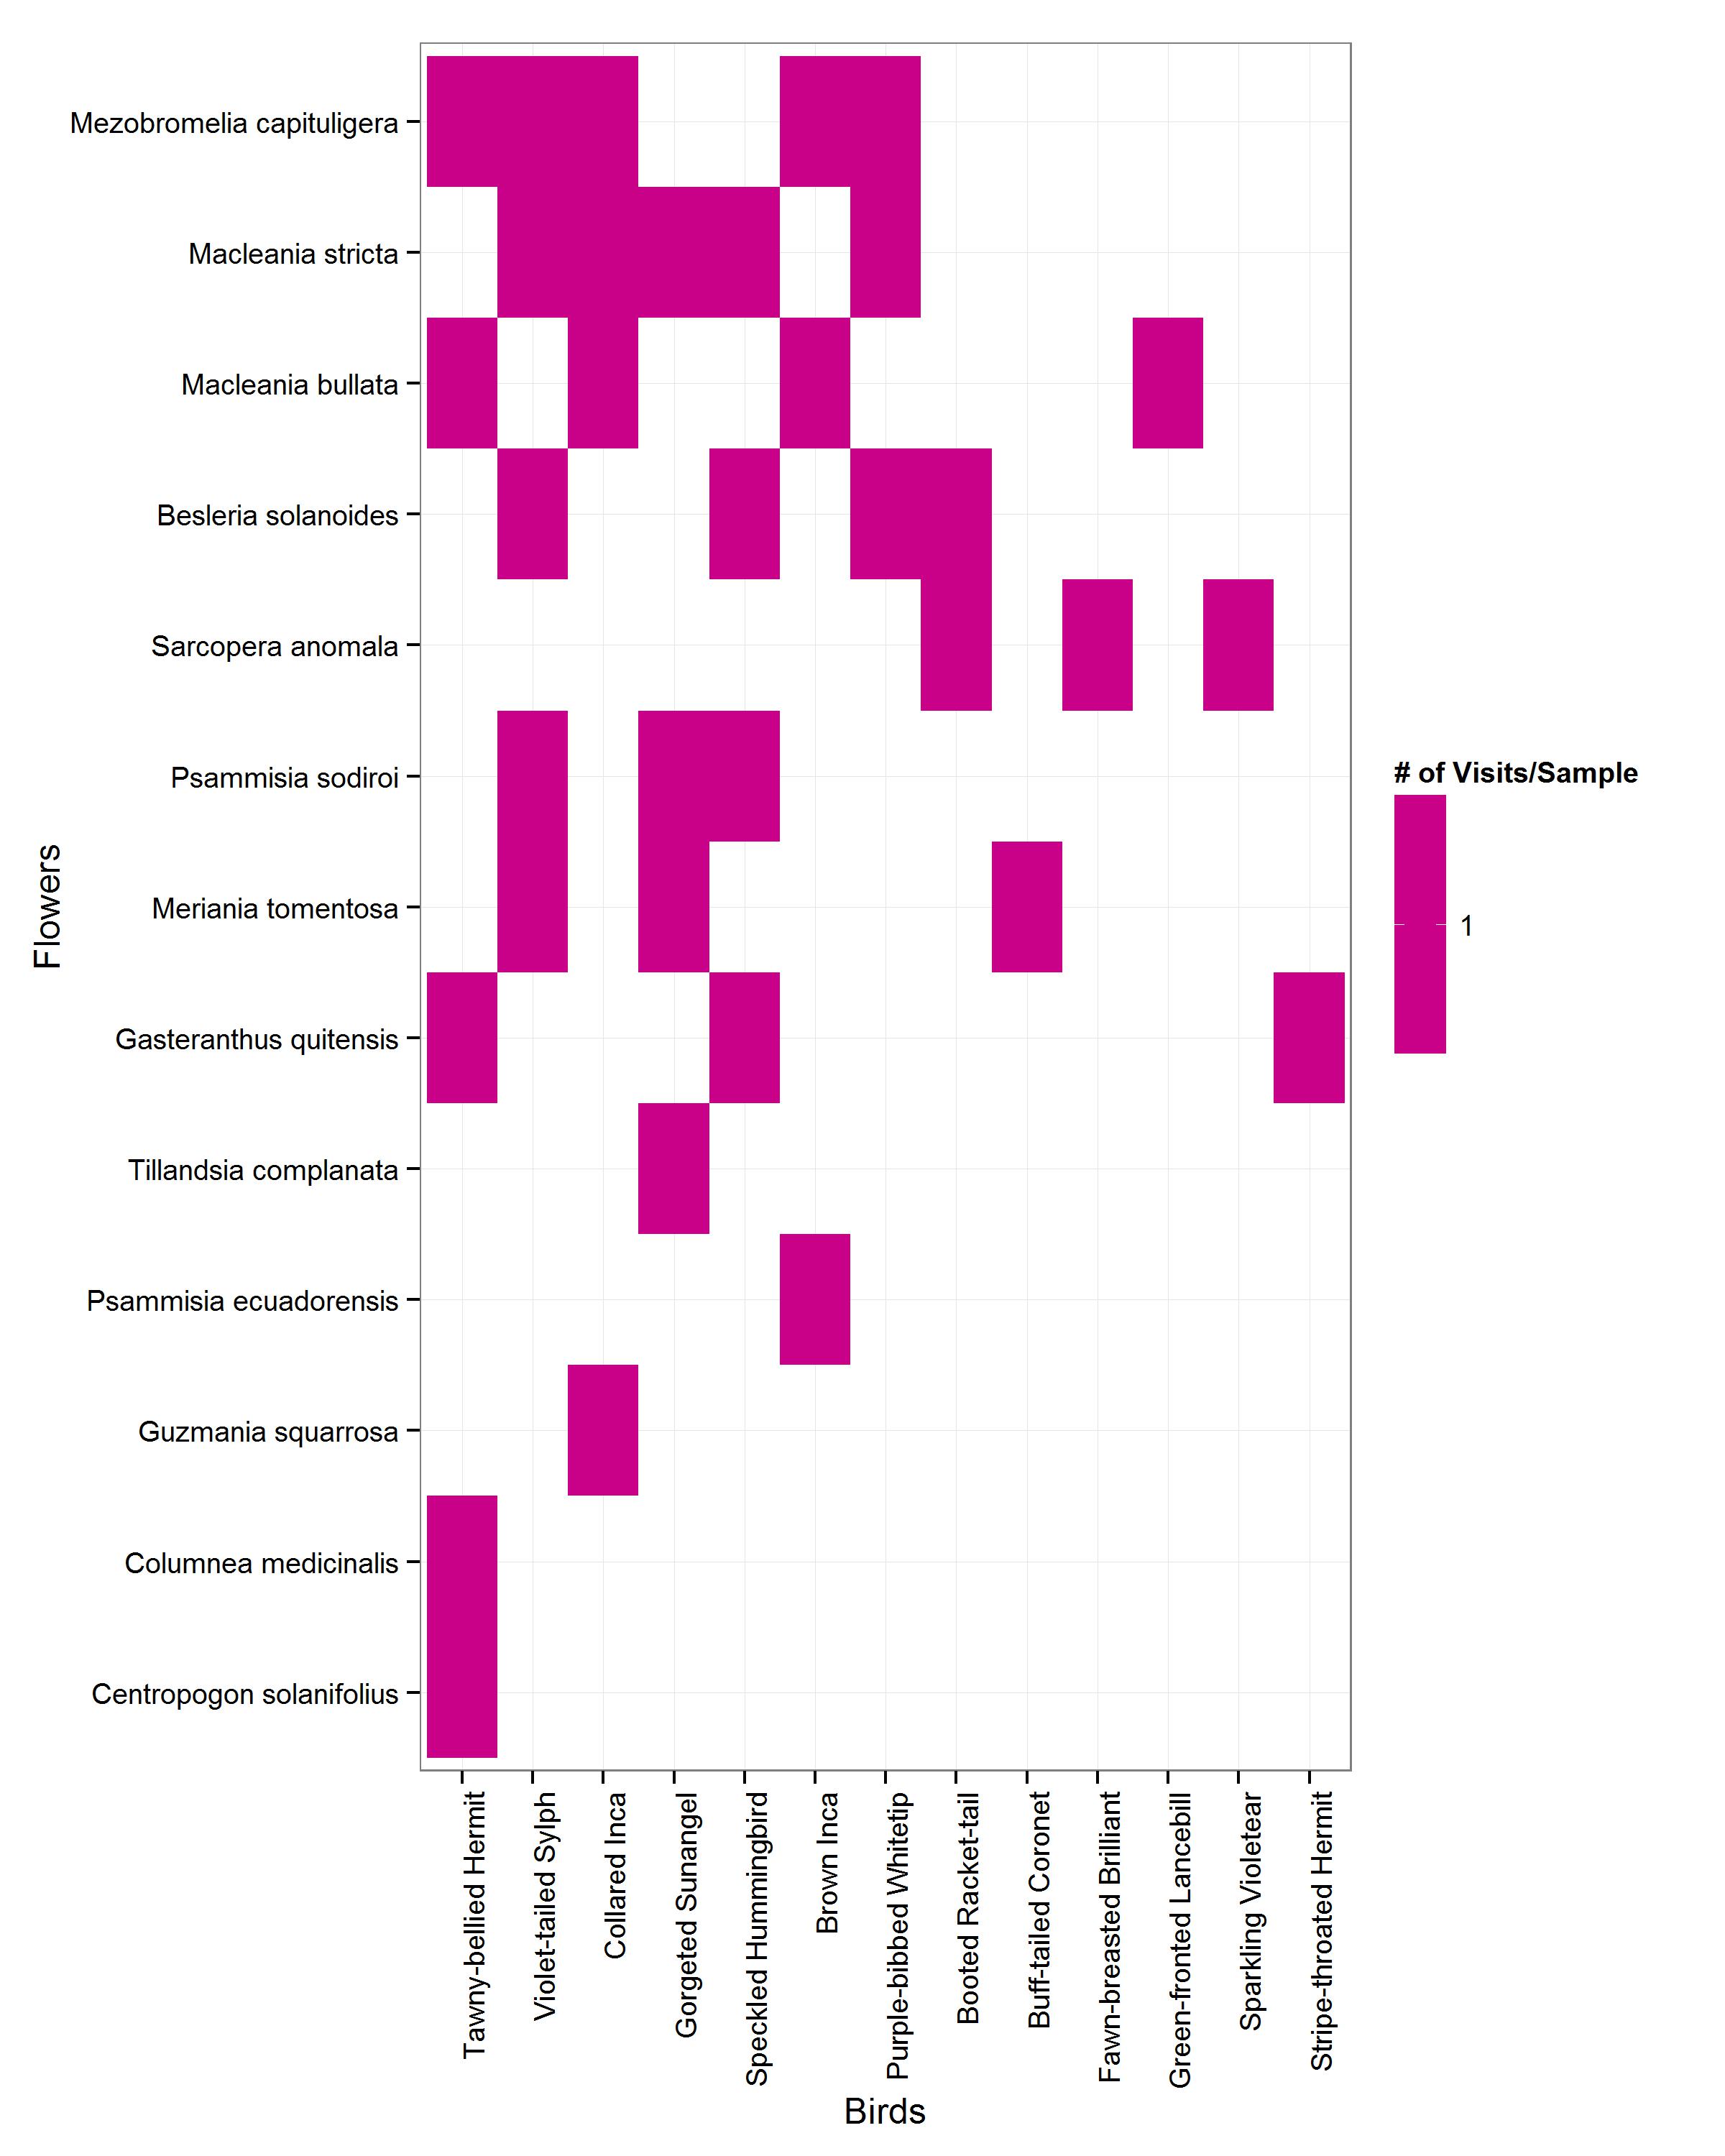 Mezobromelia capituligera
Macleania stricta
Macleania bullata
Besleria solanoides
Sarcopera anomala
Psammisia sodiroi
Meriania tomentosa
Gasteranthus quitensis
Tillandsia complanata
Psammisia ecuadorensis
Guzmania squarrosa
Columnea medicinalis
Centropogon solanifolius
Flowers
# of Visits/Sample
1
Tawny-bellied Hermit
Violet-tailed Sylph
Collared Inca
Gorgeted Sunangel
Speckled Hummingbird
Brown Inca
Purple-bibbed Whitetip
Booted Racket-tail
Buff-tailed Coronet
Fawn-breasted Brilliant
Green-fronted Lancebill
Sparkling Violetear
Stripe-throated Hermit
Birds